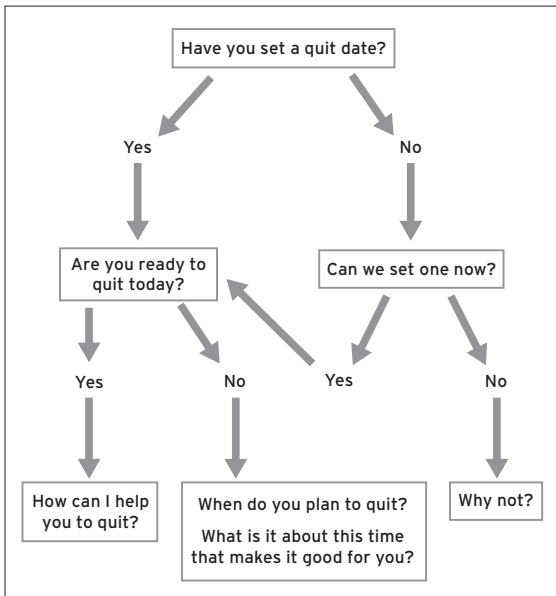 Have you set a quit date?
Yes
No
Are you ready to
quit today?
Can we set one now?
Yes
No
Yes
No
How can I help
you to quit?
When do you plan to quit?
What is it about this time
that makes it good for you?
Why not?